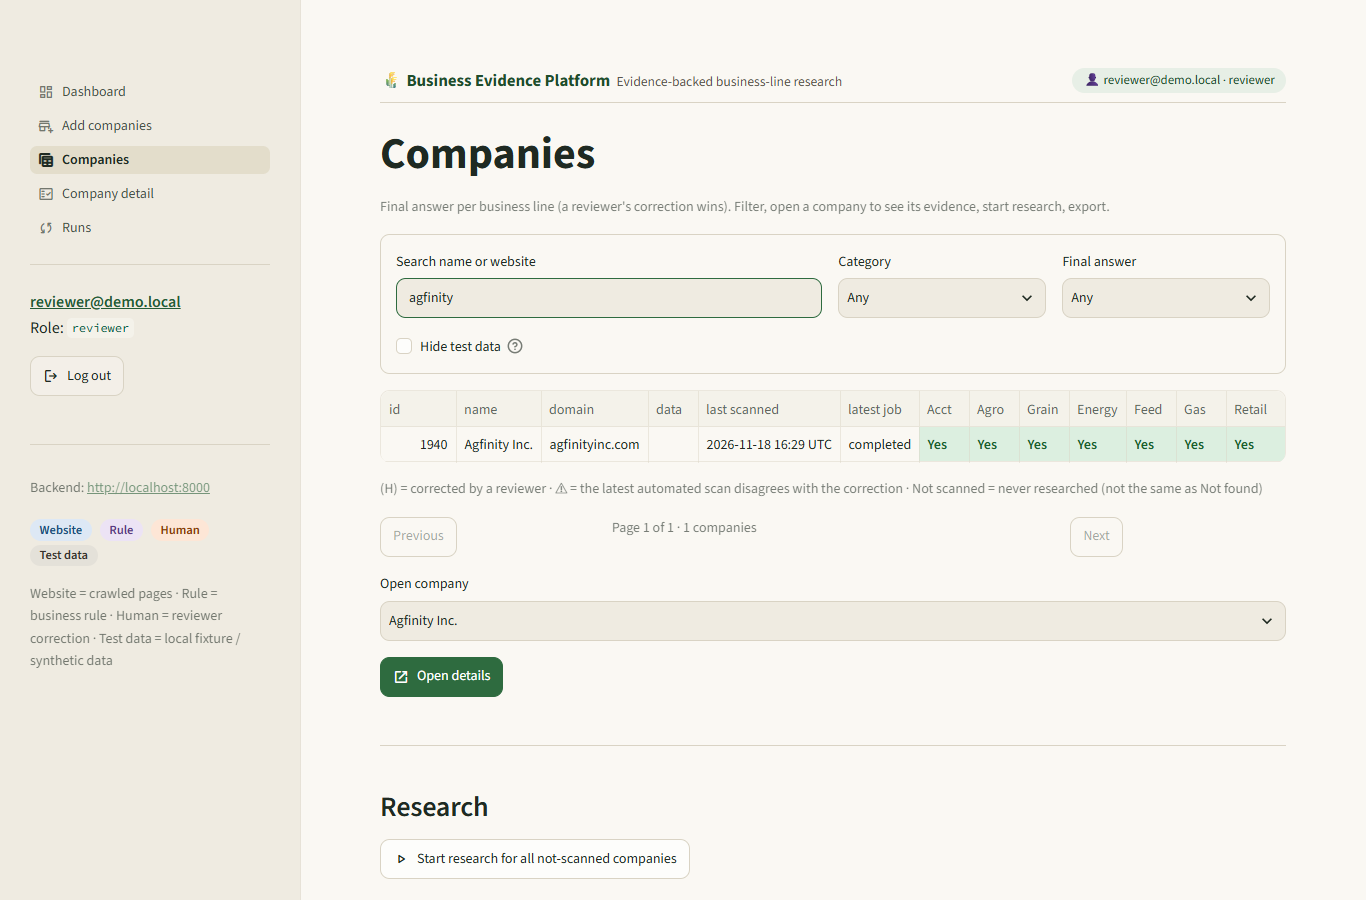 Dashboard
Add companies
Companies
Company detail
Runs
reviewer@demo.local
Role: reviewer
Log out
Backend: http://localhost:8000
Website Rule Human
Test data
Website = crawled pages · Rule =
business rule · Human = reviewer
correction · Test data = local fixture /
synthetic data
Business Evidence Platform Evidence-backed business-line research
reviewer@demo.local · reviewer
Companies
Final answer per business line (a reviewer's correction wins). Filter, open a company to see its evidence, start research, export.
Search name or website Category Final answer
agfinity Any Any
Hide test data
id name domain data last scanned latest job Acct Agro Grain Energy Feed Gas Retail
1940 Agfinity Inc. agfinityinc.com 2026-11-18 16:29 UTC completed Yes Yes Yes Yes Yes Yes Yes
(H) = corrected by a reviewer · ⚠ = the latest automated scan disagrees with the correction · Not scanned = never researched (not the same as Not found)
Previous Page 1 of 1 · 1 companies Next
Open company
Agfinity Inc.
Open details
Research
Start research for all not-scanned companies